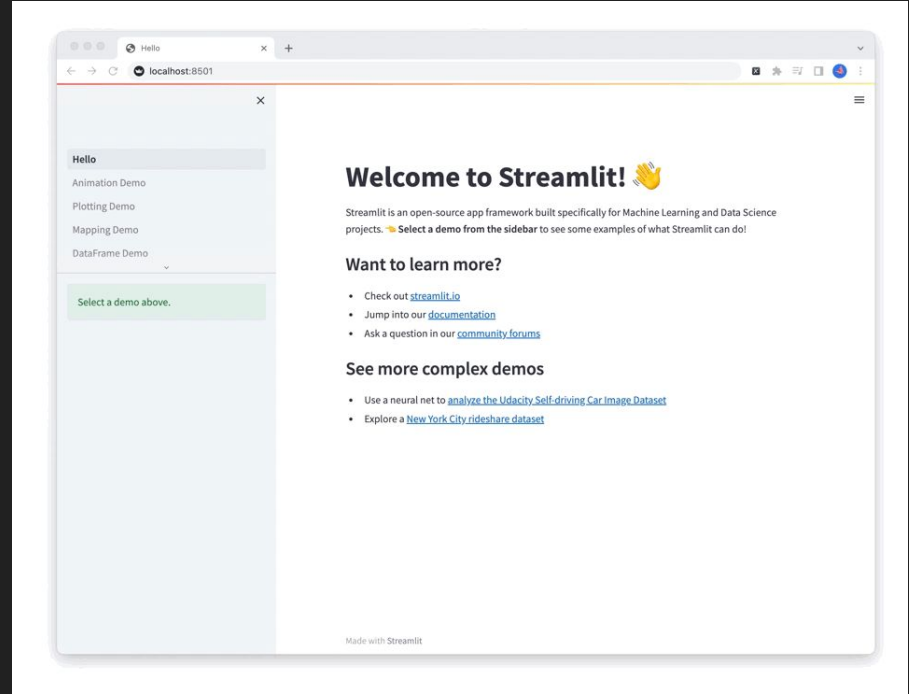 Hello
localhost:8501
Hello
Animation Demo
Plotting Demo
Mapping Demo
DataFrame Demo
Select a demo above.
Welcome to Streamlit! 👋
Streamlit is an open-source app framework built specifically for Machine Learning and Data Science
projects. 👈 Select a demo from the sidebar to see some examples of what Streamlit can do!
Want to learn more?
• Check out streamlit.io
• Jump into our documentation
• Ask a question in our community forums
See more complex demos
• Use a neural net to analyze the Udacity Self-driving Car Image Dataset
• Explore a New York City rideshare dataset
Made with Streamlit